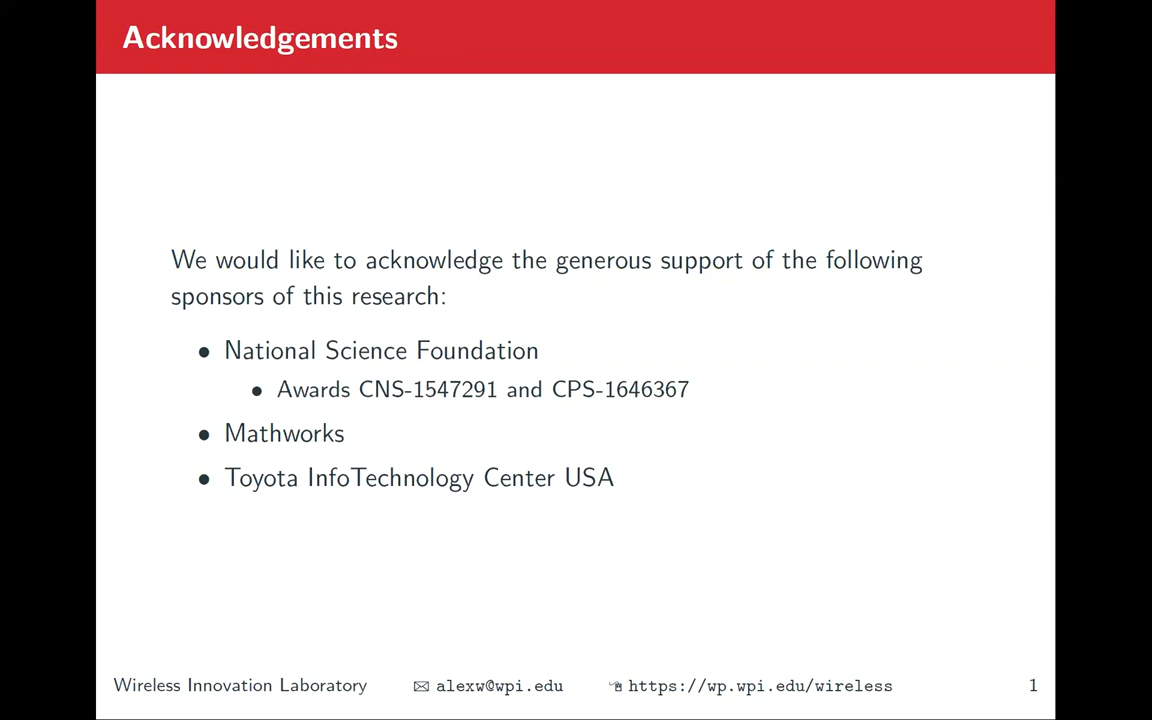 Acknowledgements
We would like to acknowledge the generous support of the following
sponsors of this research:
• National Science Foundation
• Awards CNS-1547291 and CPS-1646367
• Mathworks
• Toyota InfoTechnology Center USA
Wireless Innovation Laboratory alexw@wpi.edu https://wp.wpi.edu/wireless 1